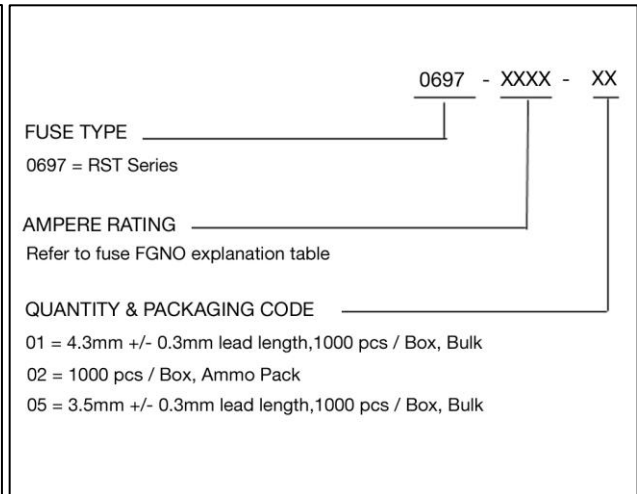 0697 - XXXX - XX
FUSE TYPE
0697 = RST Series
AMPERE RATING
Refer to fuse FGNO explanation table
QUANTITY & PACKAGING CODE
01 = 4.3mm +/- 0.3mm lead length,1000 pcs / Box, Bulk
02 = 1000 pcs / Box, Ammo Pack
05 = 3.5mm +/- 0.3mm lead length,1000 pcs / Box, Bulk